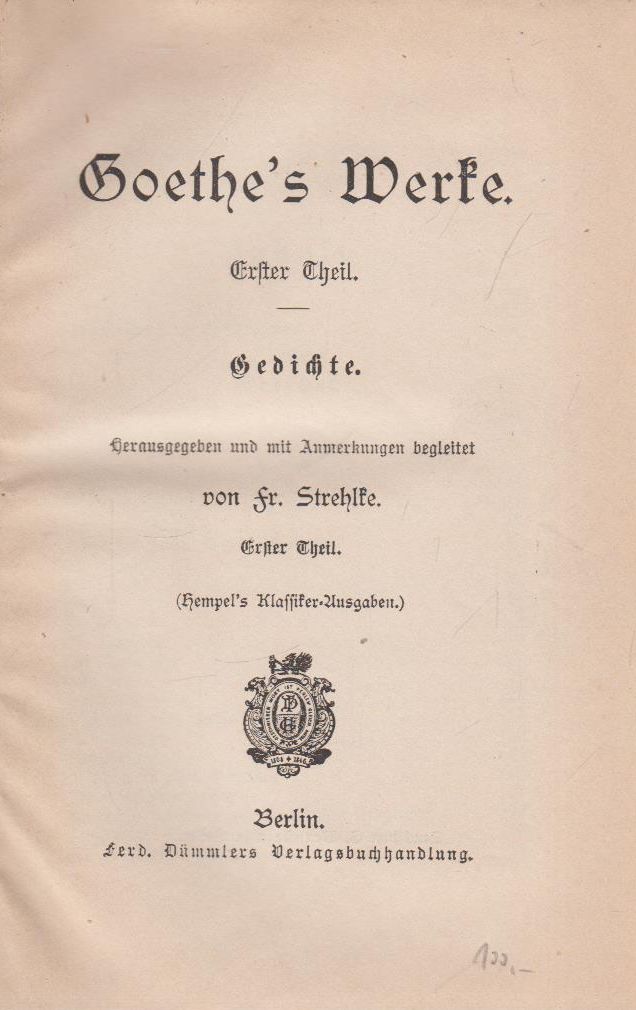 Goethe's Werke.
Erster Theil.
Gedichte.
Herausgegeben und mit Anmerkungen begleitet
von Fr. Strehlke.
Erster Theil.
(Hempel's Klassiker-Ausgaben.)
D
H
Berlin.
Ferd. Dümmlers Verlagsbuchhandlung.